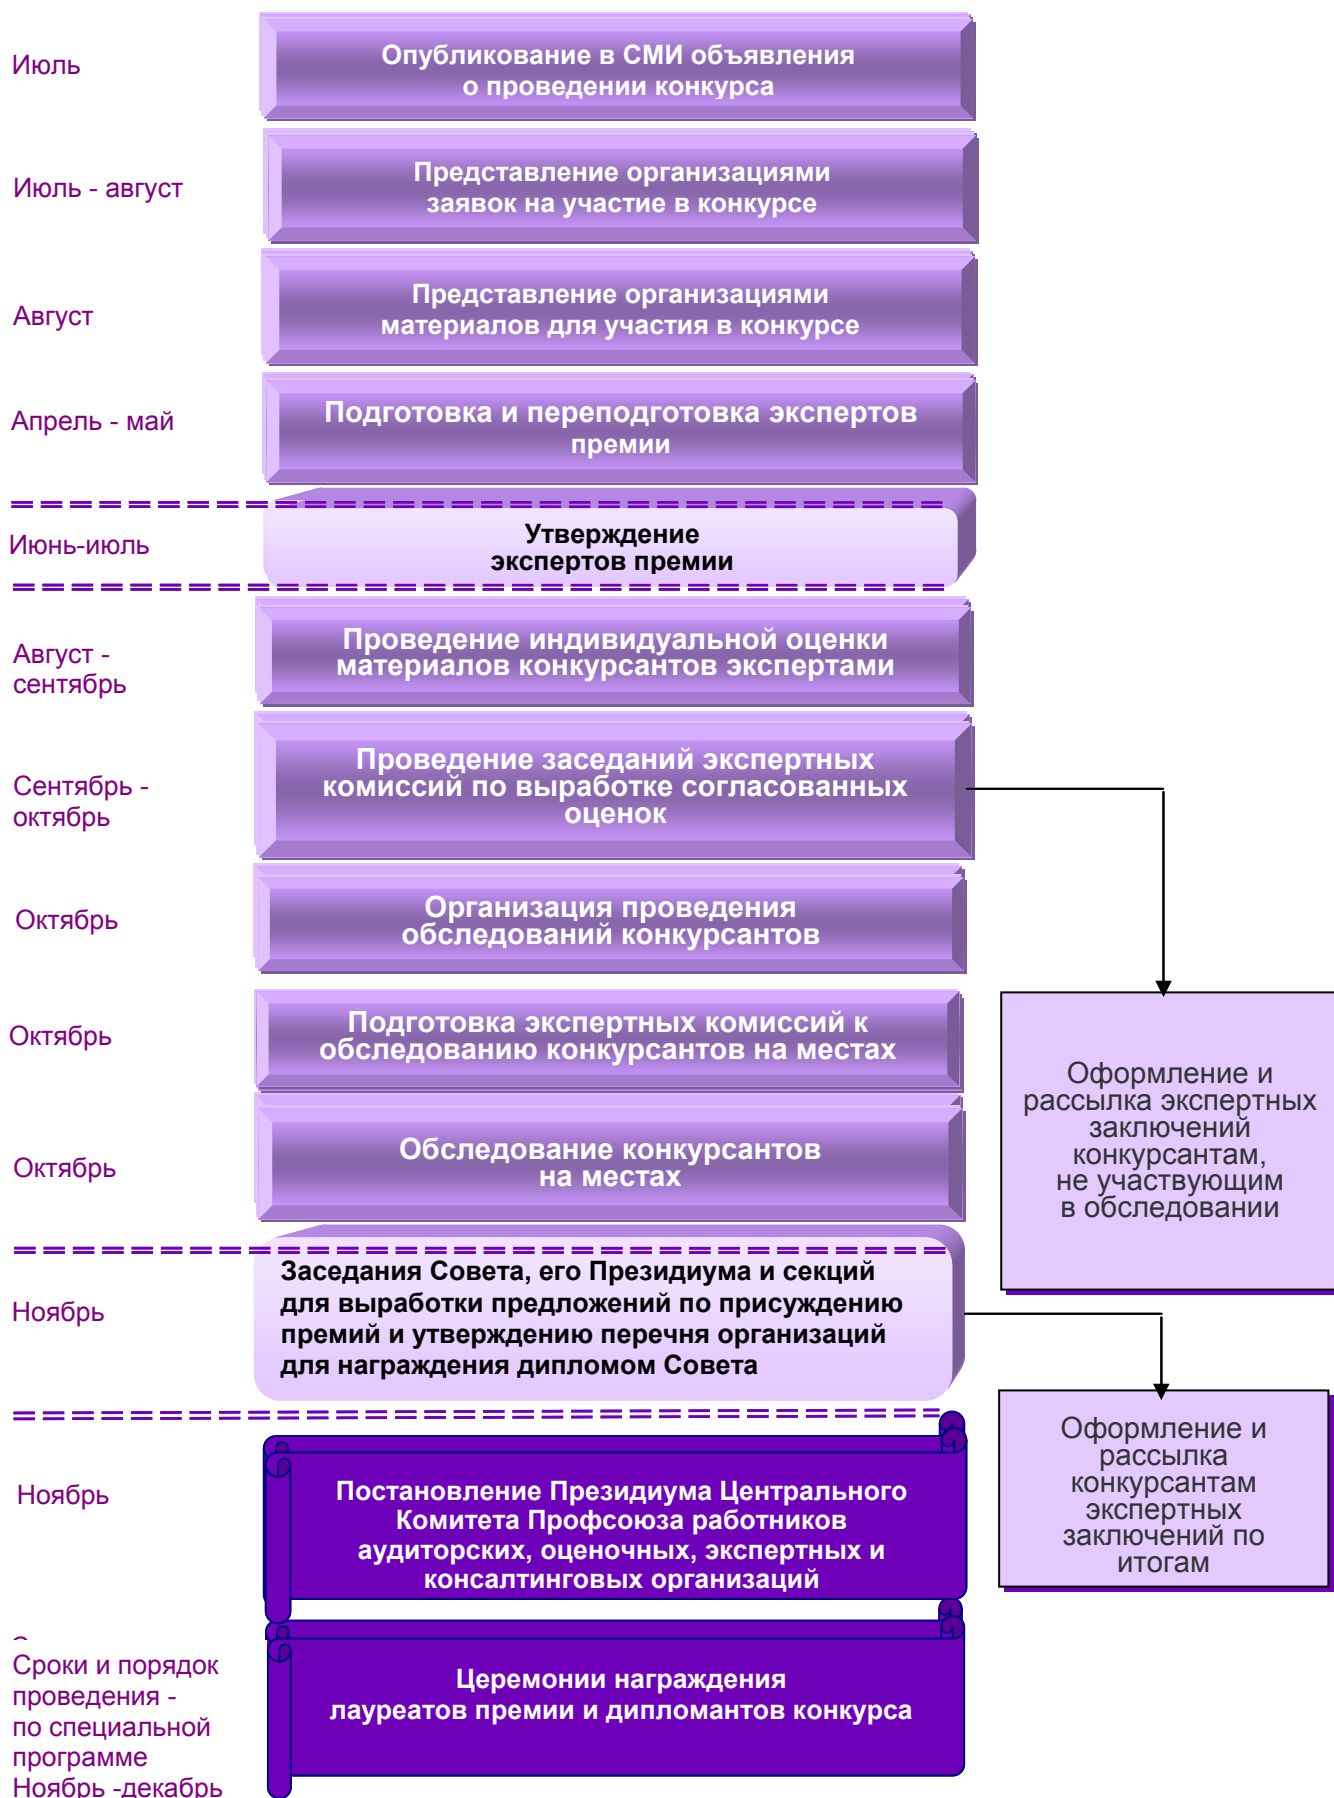 Июль
Опубликование в СМИ объявления
о проведении конкурса
Июль - август
Представление организациями
заявок на участие в конкурсе
Август
Представление организациями
материалов для участия в конкурсе
Апрель - май
Подготовка и переподготовка экспертов
премии
Июнь-июль
Утверждение
экспертов премии
Август -
сентябрь
Проведение индивидуальной оценки
материалов конкурсантов экспертами
Сентябрь -
октябрь
Проведение заседаний экспертных
комиссий по выработке согласованных
оценок
Октябрь
Организация проведения
обследований конкурсантов
Октябрь
Подготовка экспертных комиссий к
обследованию конкурсантов на местах
Оформление и
рассылка экспертных
заключений
конкурсантам,
не участвующим
в обследовании
Октябрь
Обследование конкурсантов
на местах
Ноябрь
Заседания Совета, его Президиума и секций
для выработки предложений по присуждению
премий и утверждению перечня организаций
для награждения дипломом Совета
Оформление и
рассылка
конкурсантам
экспертных
заключений по
итогам
Ноябрь
Постановление Президиума Центрального
Комитета Профсоюза работников
аудиторских, оценочных, экспертных и
консалтинговых организаций
Сроки и порядок
проведения -
по специальной
программе
Ноябрь -декабрь
Церемонии награждения
лауреатов премии и дипломантов конкурса